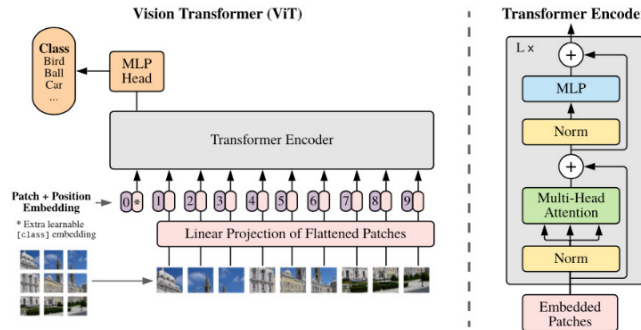 Vision Transformer (ViT)
Class
Bird
Ball
Car
...
MLP
Head
Transformer Encoder
Patch + Position
Embedding
* Extra learnable
[class] embedding
0 *
1
2
3
4
5
6
7
8
9
Linear Projection of Flattened Patches
Transformer Encode
L x
+
MLP
Norm
+
Multi-Head
Attention
Norm
Embedded
Patches